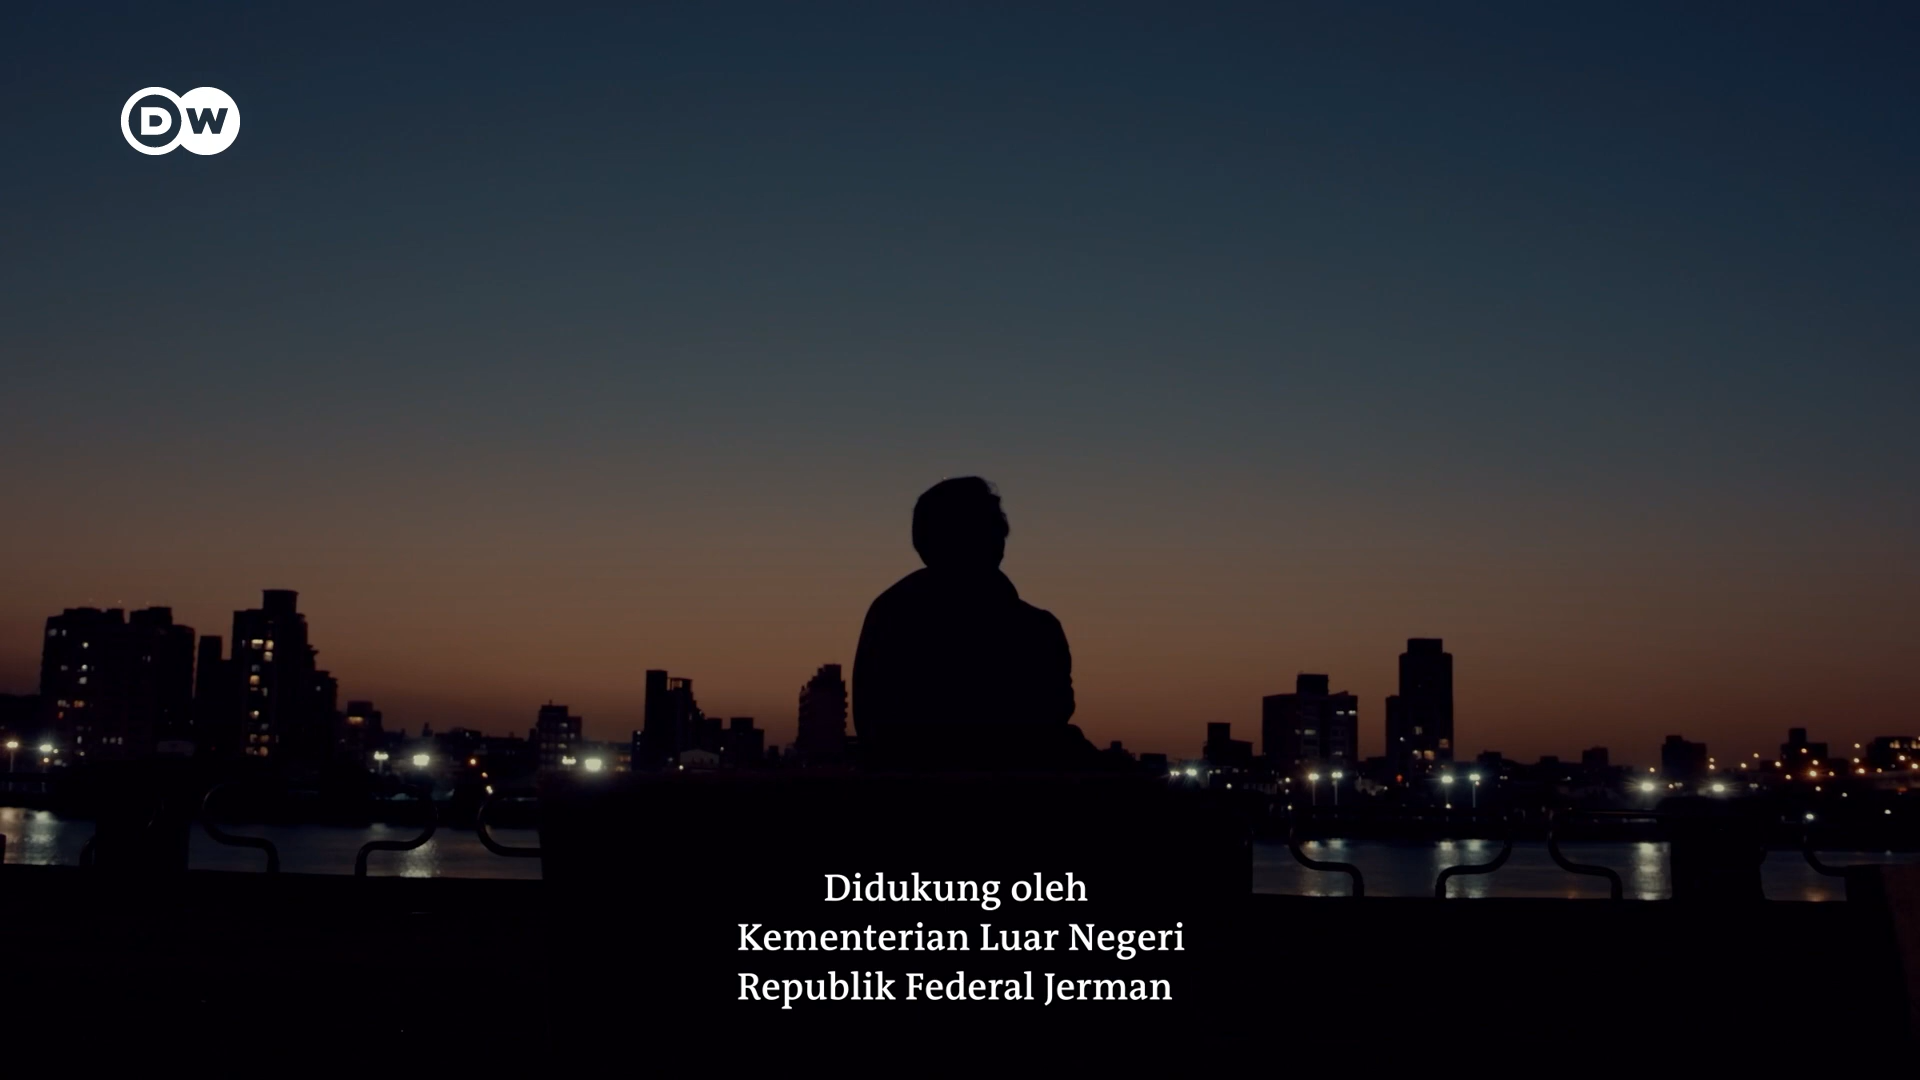 DW
Didukung oleh
Kementerian Luar Negeri
Republik Federal Jerman